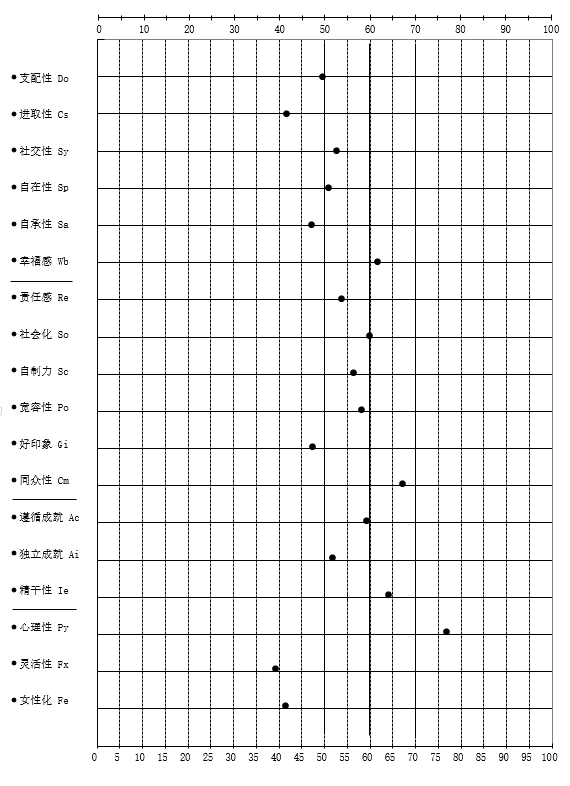 0 10 20 30 40 50 60 70 80 90 100
● 支配性 Do
● 进取性 Cs
● 社交性 Sy
● 自在性 Sp
● 自承性 Sa
● 幸福感 Wb
● 责任感 Re
● 社会化 So
● 自制力 Sc
● 宽容性 Po
● 好印象 Gi
● 同众性 Cm
● 遵循成就 Ac
● 独立成就 Ai
● 精干性 Ie
● 心理性 Py
● 灵活性 Fx
● 女性化 Fe
0 5 10 15 20 25 30 35 40 45 50 55 60 65 70 75 80 85 90 95 100